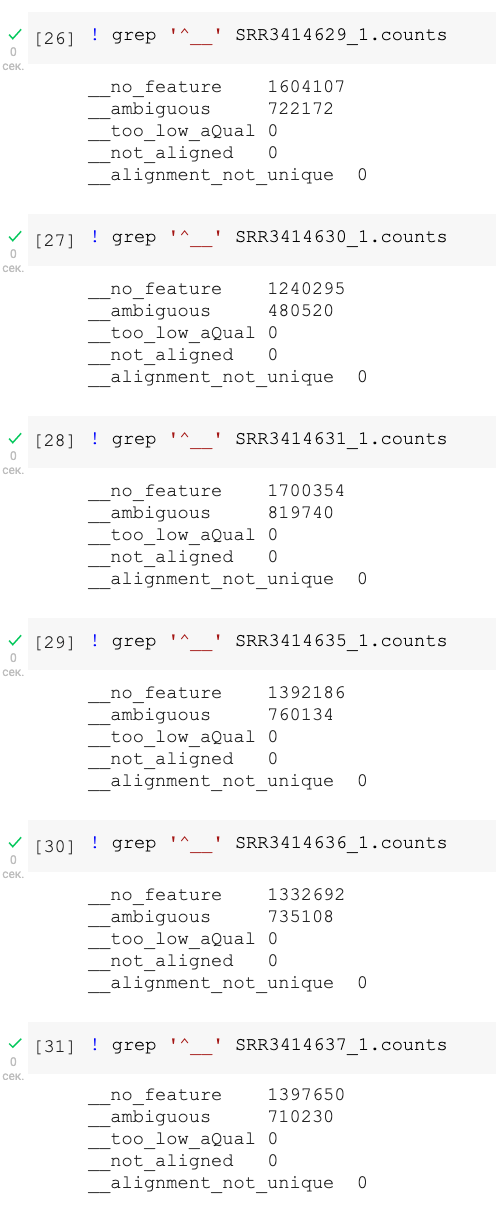 [26] ! grep '^__' SRR3414629_1.counts
0
сек.
__no_feature 1604107
__ambiguous 722172
__too_low_aQual 0
__not_aligned 0
__alignment_not_unique 0
[27] ! grep '^__' SRR3414630_1.counts
0
сек.
__no_feature 1240295
__ambiguous 480520
__too_low_aQual 0
__not_aligned 0
__alignment_not_unique 0
[28] ! grep '^__' SRR3414631_1.counts
0
сек.
__no_feature 1700354
__ambiguous 819740
__too_low_aQual 0
__not_aligned 0
__alignment_not_unique 0
[29] ! grep '^__' SRR3414635_1.counts
0
сек.
__no_feature 1392186
__ambiguous 760134
__too_low_aQual 0
__not_aligned 0
__alignment_not_unique 0
[30] ! grep '^__' SRR3414636_1.counts
0
сек.
__no_feature 1332692
__ambiguous 735108
__too_low_aQual 0
__not_aligned 0
__alignment_not_unique 0
[31] ! grep '^__' SRR3414637_1.counts
0
сек.
__no_feature 1397650
__ambiguous 710230
__too_low_aQual 0
__not_aligned 0
__alignment_not_unique 0